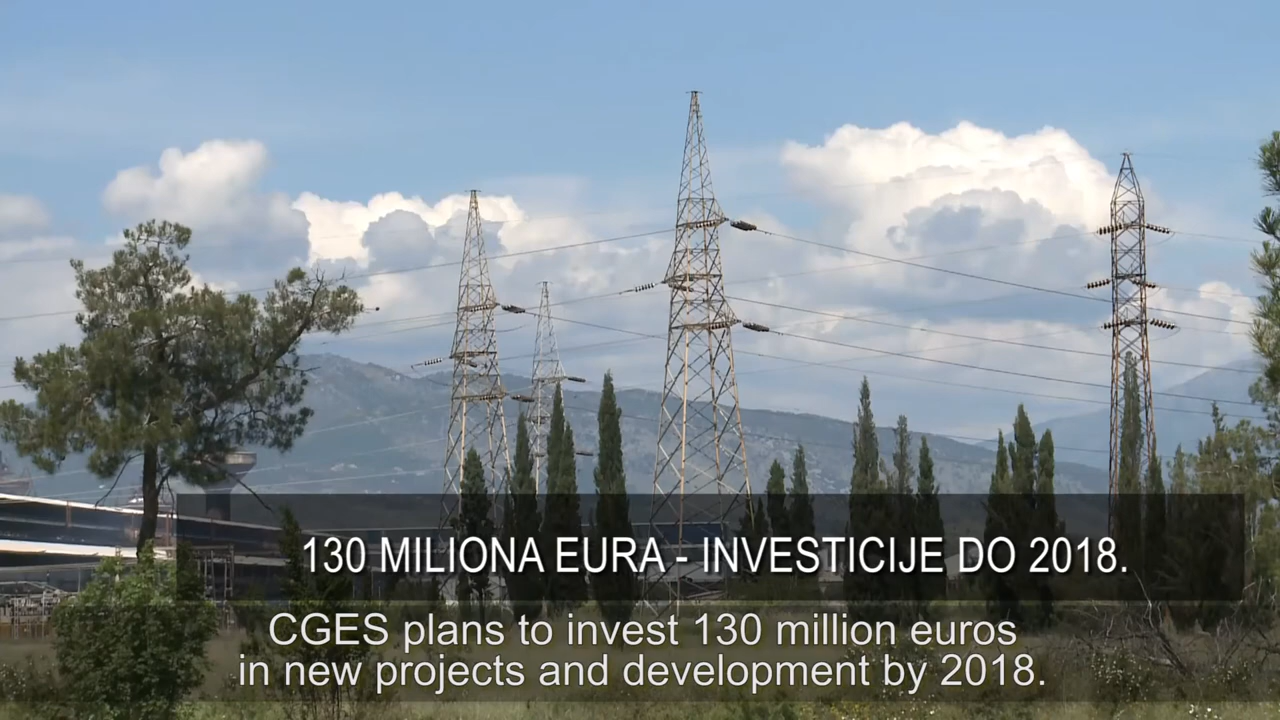 130 MILIONA EURA - INVESTICIJE DO 2018.
CGES plans to invest 130 million euros
in new projects and development by 2018.